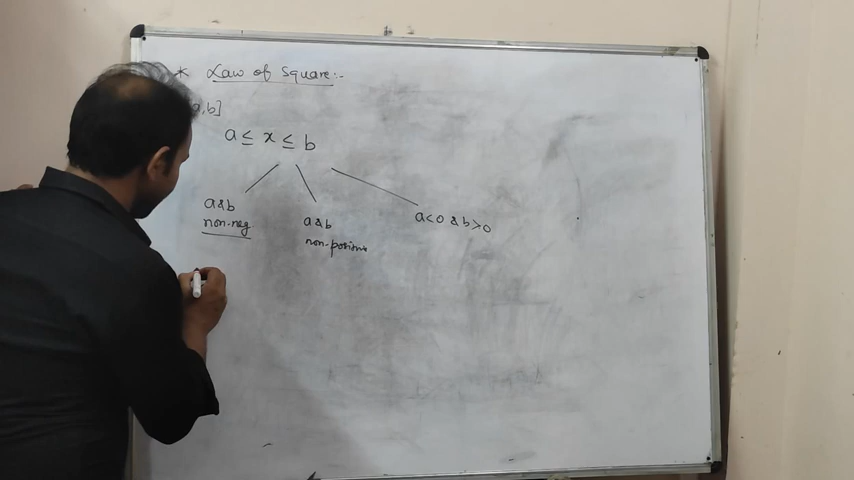 * Law of Square:-
a,b]
a ≤ x ≤ b
a & b
non-neg
a & b
non-positive
a<0 & b>0